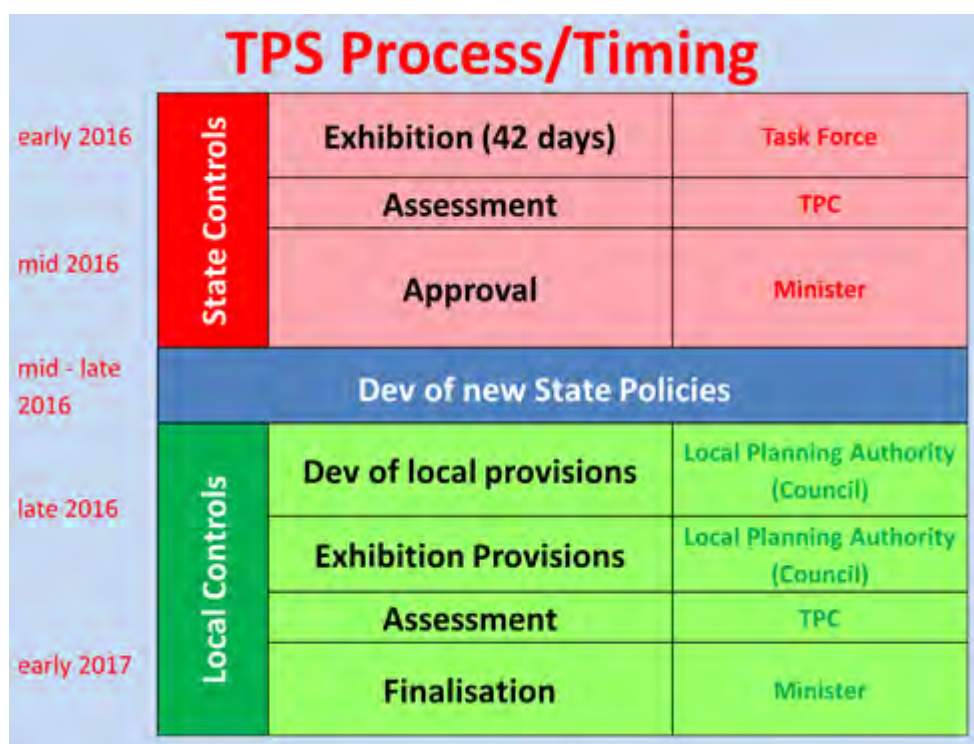 TPS Process/Timing
early 2016
State Controls
Exhibition (42 days)
Task Force
Assessment
TPC
mid 2016
Approval
Minister
mid - late
2016
Dev of new State Policies
Local Controls
Dev of local provisions
Local Planning Authority
(Council)
late 2016
Exhibition Provisions
Local Planning Authority
(Council)
Assessment
TPC
early 2017
Finalisation
Minister